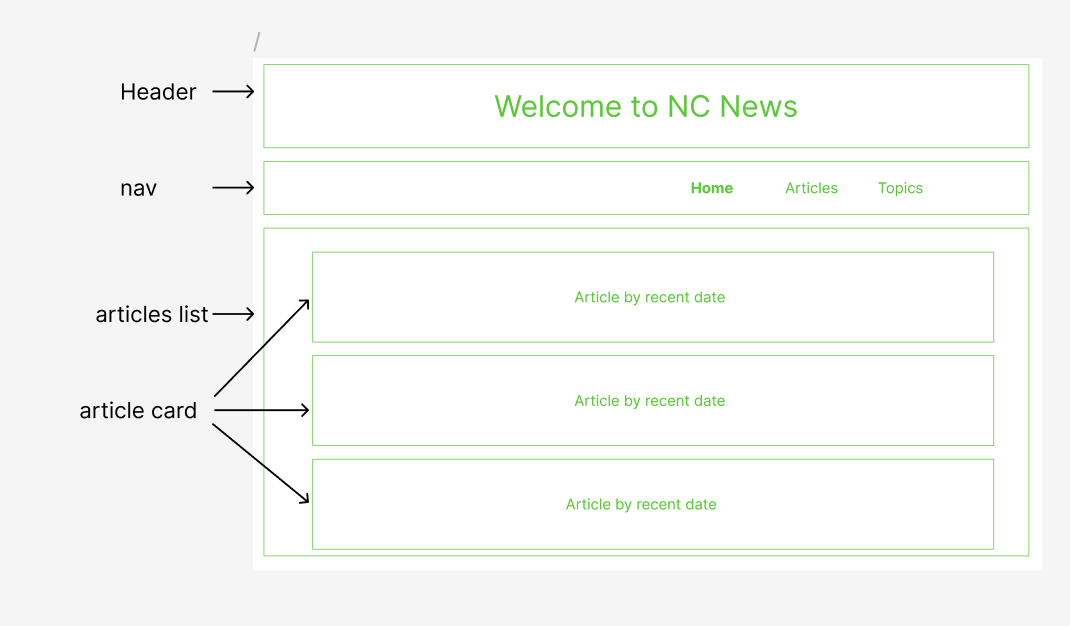 /
Header
Welcome to NC News
nav
Home Articles Topics
articles list
Article by recent date
article card
Article by recent date
Article by recent date